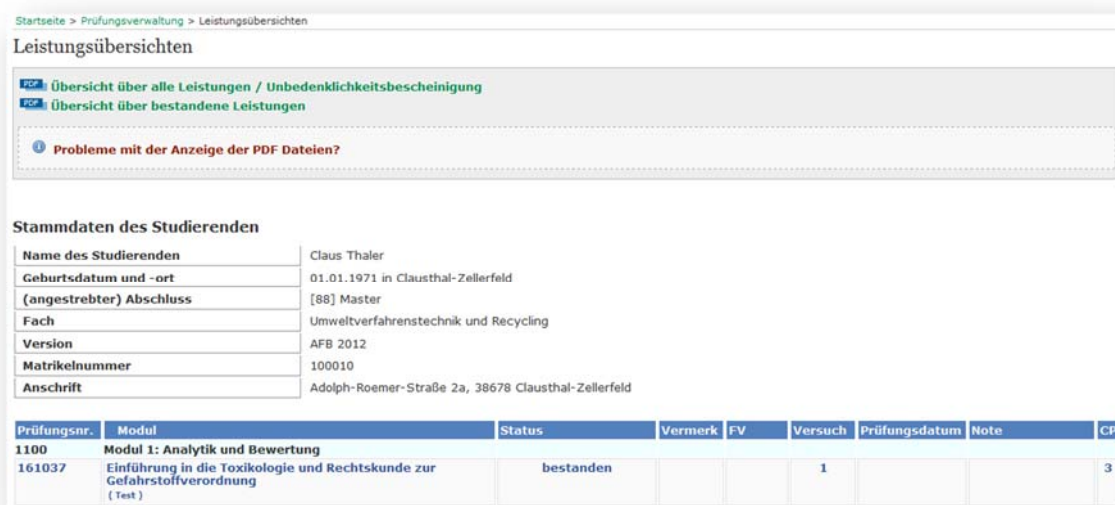 Startseite > Prüfungsverwaltung > Leistungsübersichten
Leistungsübersichten
PDF Übersicht über alle Leistungen / Unbedenklichkeitsbescheinigung
PDF Übersicht über bestandene Leistungen
Probleme mit der Anzeige der PDF Dateien?
Stammdaten des Studierenden
Name des Studierenden Claus Thaler
Geburtsdatum und -ort 01.01.1971 in Clausthal-Zellerfeld
(angestrebter) Abschluss [88] Master
Fach Umweltverfahrenstechnik und Recycling
Version AFB 2012
Matrikelnummer 100010
Anschrift Adolph-Roemer-Straße 2a, 38678 Clausthal-Zellerfeld
Prüfungsnr. Modul Status Vermerk FV Versuch Prüfungsdatum Note CP
1100 Modul 1: Analytik und Bewertung
161037 Einführung in die Toxikologie und Rechtskunde zur bestanden 1 3
Gefahrstoffverordnung
( Test )